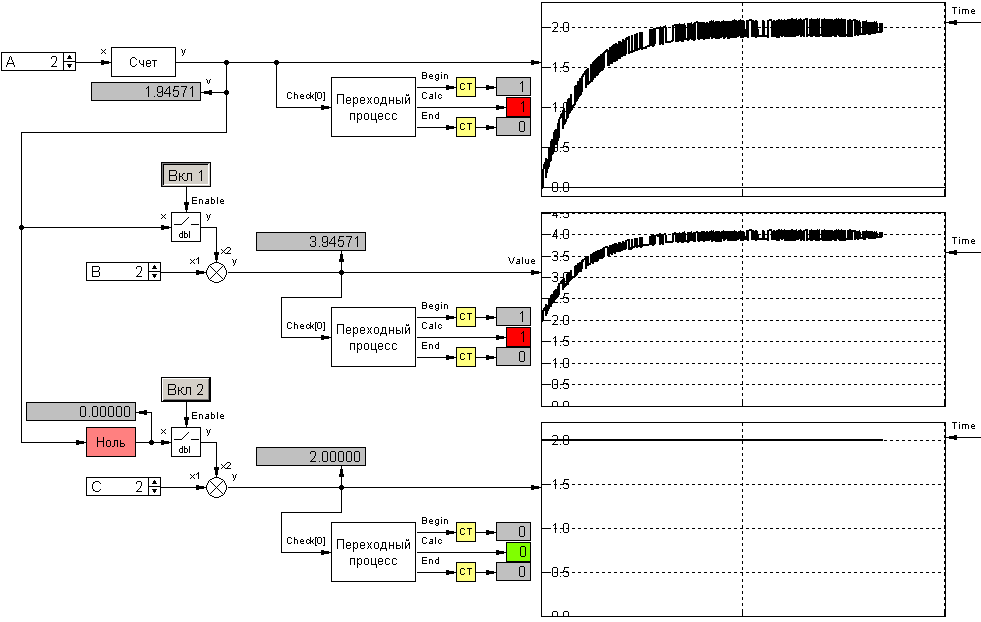 A 2
x
Счет
y
v
1.94571
Check[0]
Переходный
процесс
Begin
Calc
End
CT
CT
1
1
0
2.0
1.5
1.0
0.5
0.0
Time
Вкл 1
Enable
x
y
dbl
x2
x1
y
B 2
3.94571
Value
Check[0]
Переходный
процесс
Begin
Calc
End
CT
CT
1
1
0
4.5
4.0
3.5
3.0
2.5
2.0
1.5
1.0
0.5
0.0
Time
Вкл 2
Enable
0.00000
Ноль
x
y
dbl
x2
x1
y
C 2
2.00000
Check[0]
Переходный
процесс
Begin
Calc
End
CT
CT
0
0
0
2.0
1.5
1.0
0.5
0.0
Time